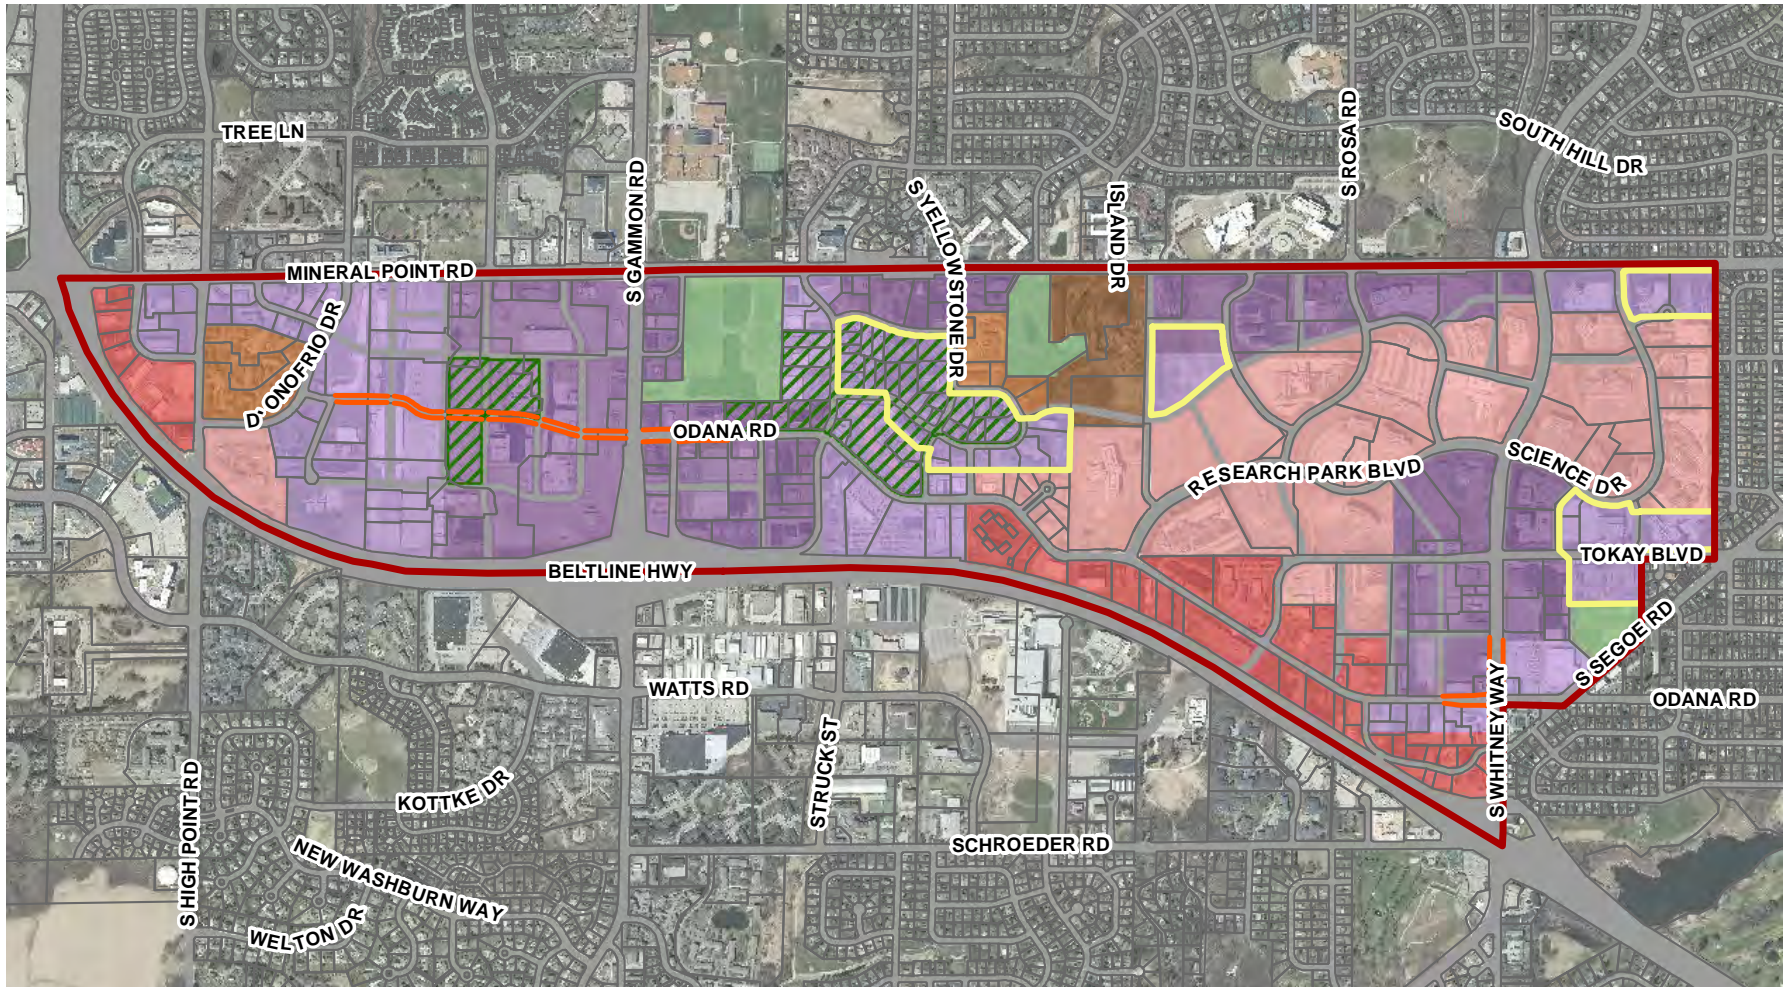 TREE LN
S GAMMON RD
S YELLOWSTONE DR
ISLAND DR
S ROSA RD
SOUTH HILL DR
MINERAL POINT RD
D`ONOFRIO DR
ODANA RD
RESEARCH PARK BLVD
SCIENCE DR
TOKAY BLVD
BELTLINE HWY
S SEGOE RD
WATTS RD
S WHITNEY WAY
ODANA RD
STRUCK ST
S HIGH POINT RD
KOTTKE DR
SCHROEDER RD
NEW WASHBURN WAY
WELTON DR